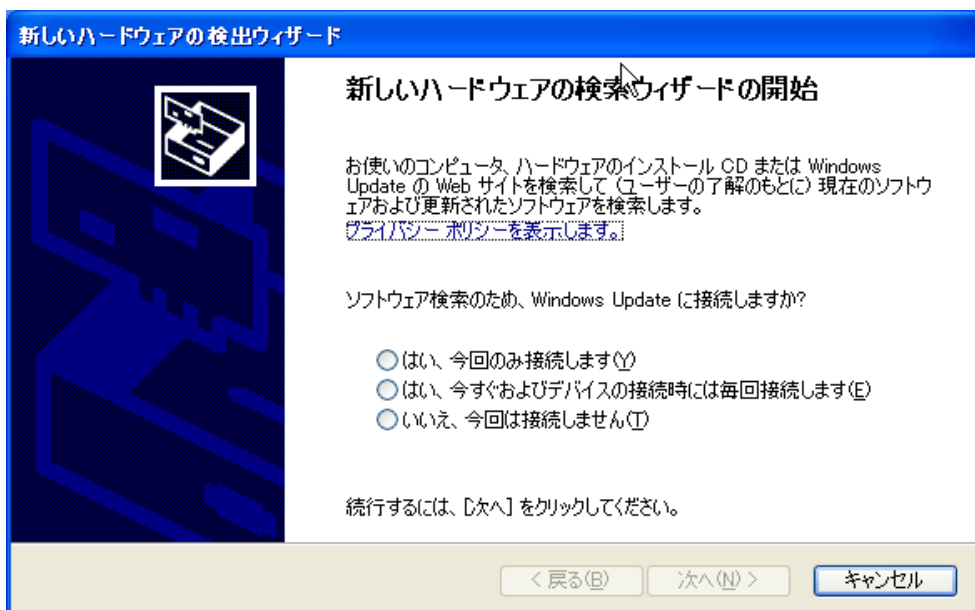 新しいハードウェアの検出ウィザード
新しいハードウェアの検索ウィザードの開始
お使いのコンピュータ、ハードウェアのインストール CD または Windows
Update の Web サイトを検索して (ユーザーの了解のもとに) 現在のソフトウ
ェアおよび更新されたソフトウェアを検索します。
プライバシー ポリシーを表示します。
ソフトウェア検索のため、Windows Update に接続しますか?
はい、今回のみ接続します(Y)
はい、今すぐおよびデバイスの接続時には毎回接続します(E)
いいえ、今回は接続しません(T)
続行するには、[次へ] をクリックしてください。
< 戻る(B) 次へ(N) > キャンセル